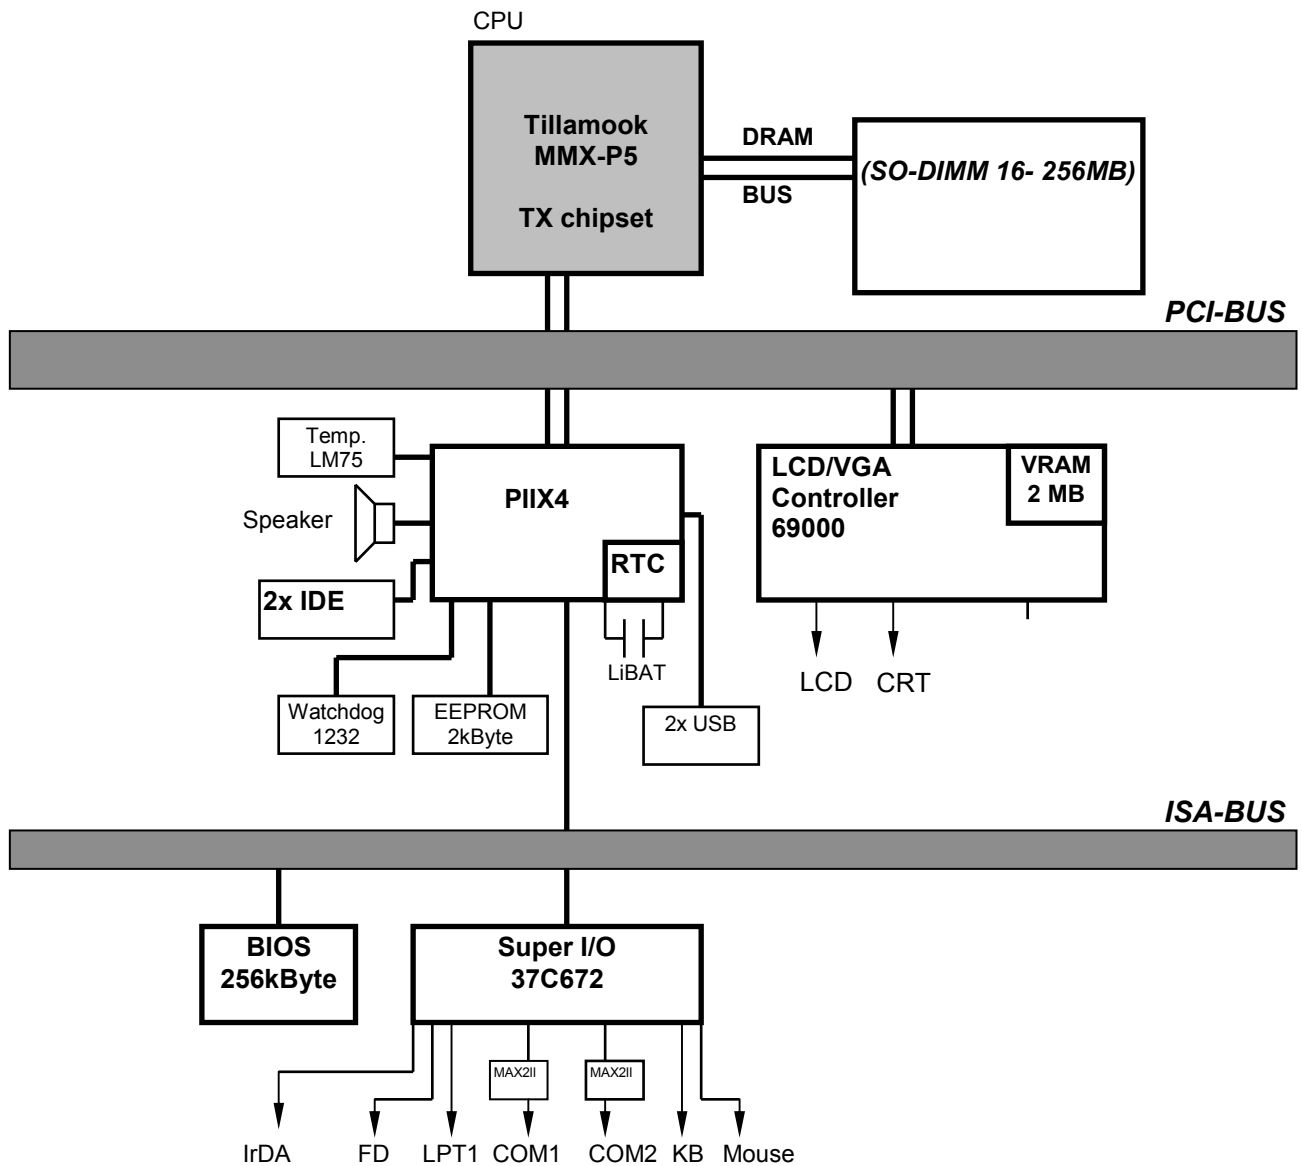 CPU
Tillamook
MMX-P5
TX chipset
DRAM
BUS
(SO-DIMM 16- 256MB)
PCI-BUS
Temp.
LM75
Speaker
2x IDE
PIIX4
RTC
LiBAT
Watchdog
1232
EEPROM
2kByte
2x USB
LCD/VGA
Controller
69000
VRAM
2 MB
LCD
CRT
ISA-BUS
BIOS
256kByte
Super I/O
37C672
MAX2II
MAX2II
IrDA
FD
LPT1
COM1
COM2
KB
Mouse